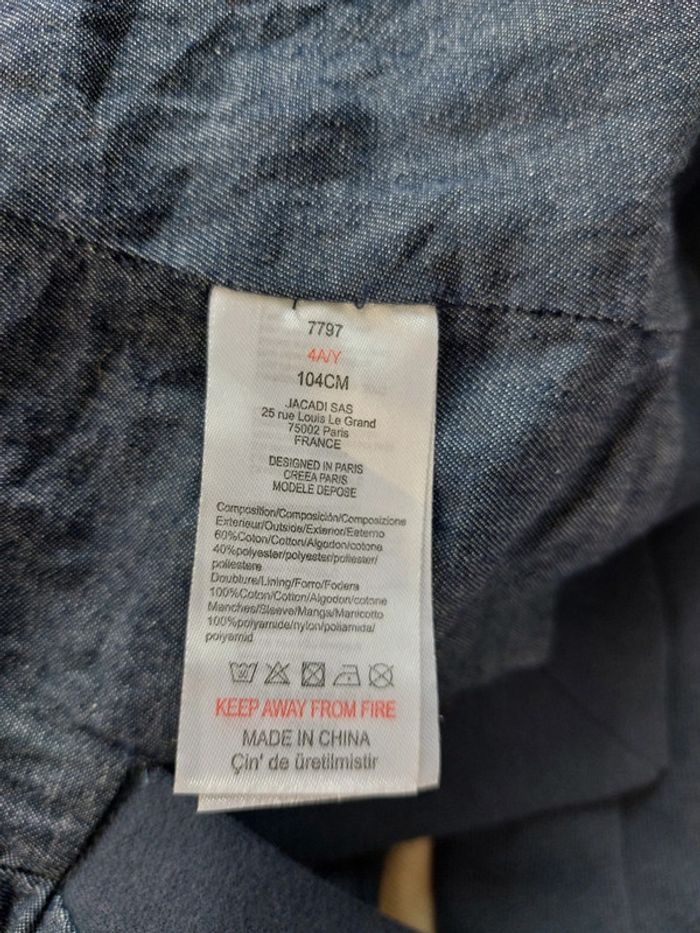 7797
4A/Y
104CM
JACADI SAS
25 rue Louis Le Grand
75002 Paris
FRANCE
DESIGNED IN PARIS
CREEA PARIS
MODELE DEPOSE
Composition/Composición/Composizione
Exterieur/Outside/Exterior/Esterno
60%Coton/Cotton/Algodon/cotone
40%polyester/polyester/poliester/
poliestere
Doublure/Lining/Forro/Fodera
100%Coton/Cotton/Algodon/cotone
Manches/Sleeve/Manga/Manicotto
100%polyamide/nylon/poliamida/
polyamid
KEEP AWAY FROM FIRE
MADE IN CHINA
Çin' de üretilmistir